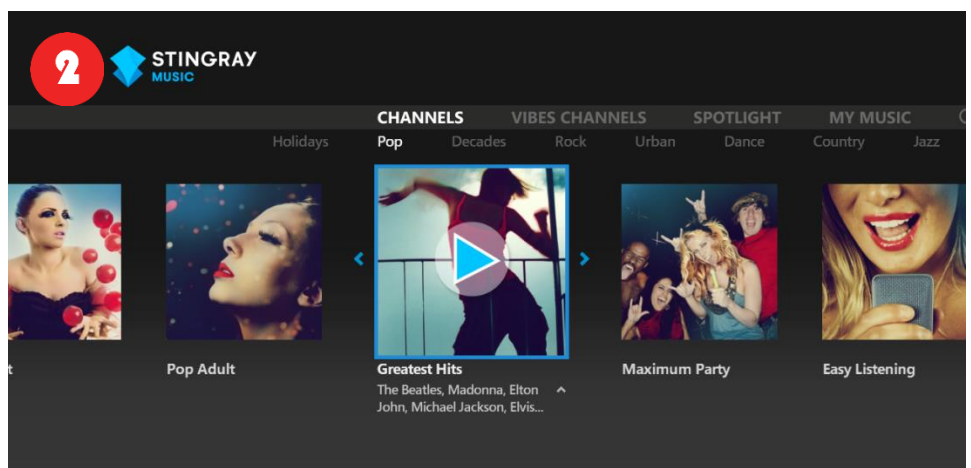 2
STINGRAY
MUSIC
CHANNELS VIBES CHANNELS SPOTLIGHT MY MUSIC
Holidays Pop Decades Rock Urban Dance Country Jazz
t Pop Adult Greatest Hits Maximum Party Easy Listening
The Beatles, Madonna, Elton
John, Michael Jackson, Elvis...